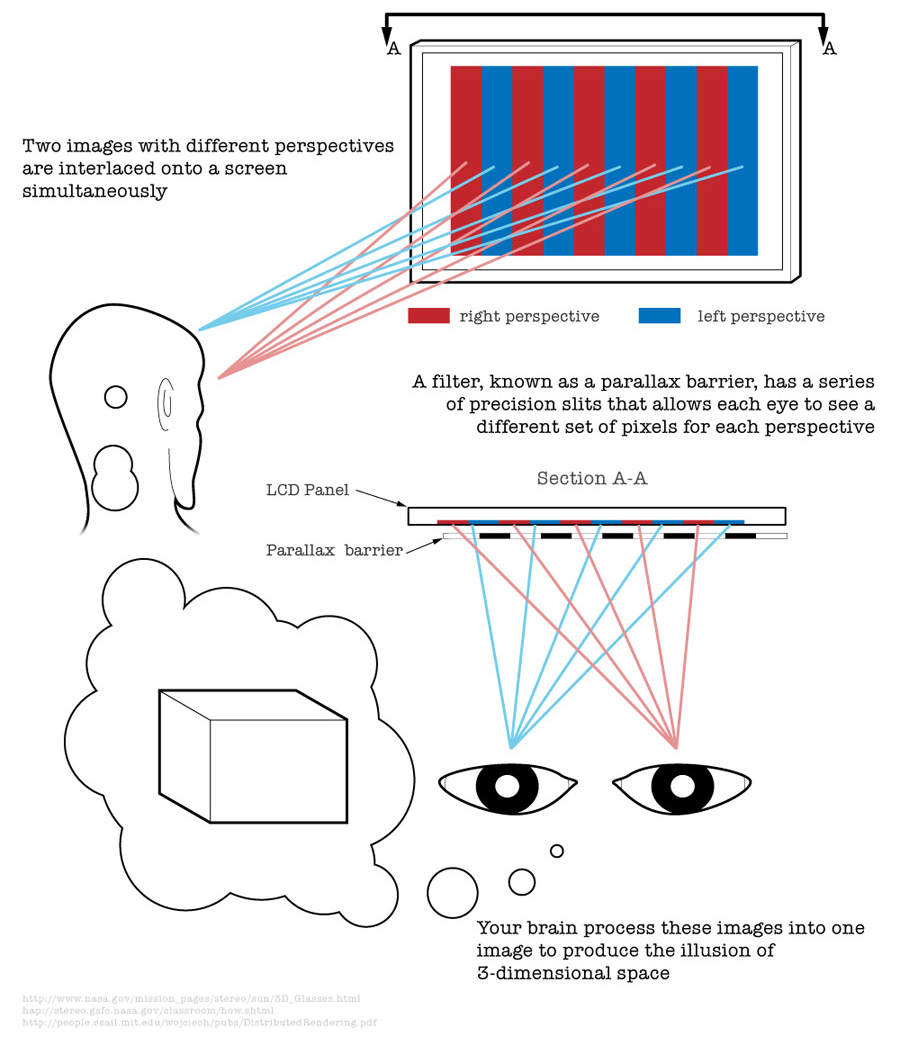 A
A
Two images with different perspectives
are interlaced onto a screen
simultaneously
right perspective
left perspective
A filter, known as a parallax barrier, has a series
of precision slits that allows each eye to see a
different set of pixels for each perspective
Section A-A
LCD Panel
Parallax barrier
Your brain process these images into one
image to produce the illusion of
3-dimensional space
http://www.nasa.gov/mission_pages/stereo/sun/3D_Glasses.html
hap://stereo.gsfc.nasa.gov/classroom/how.shtml
http://people.csail.mit.edu/wojciech/pubs/DistributedRendering.pdf